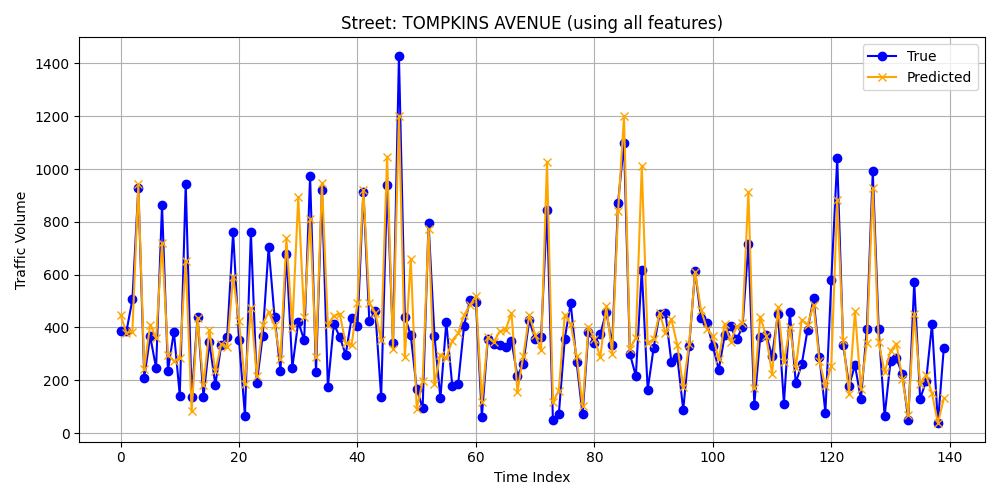 Street: TOMPKINS AVENUE (using all features)
True
Predicted
Traffic Volume
1400
1200
1000
800
600
400
200
0
0 20 40 60 80 100 120 140
Time Index